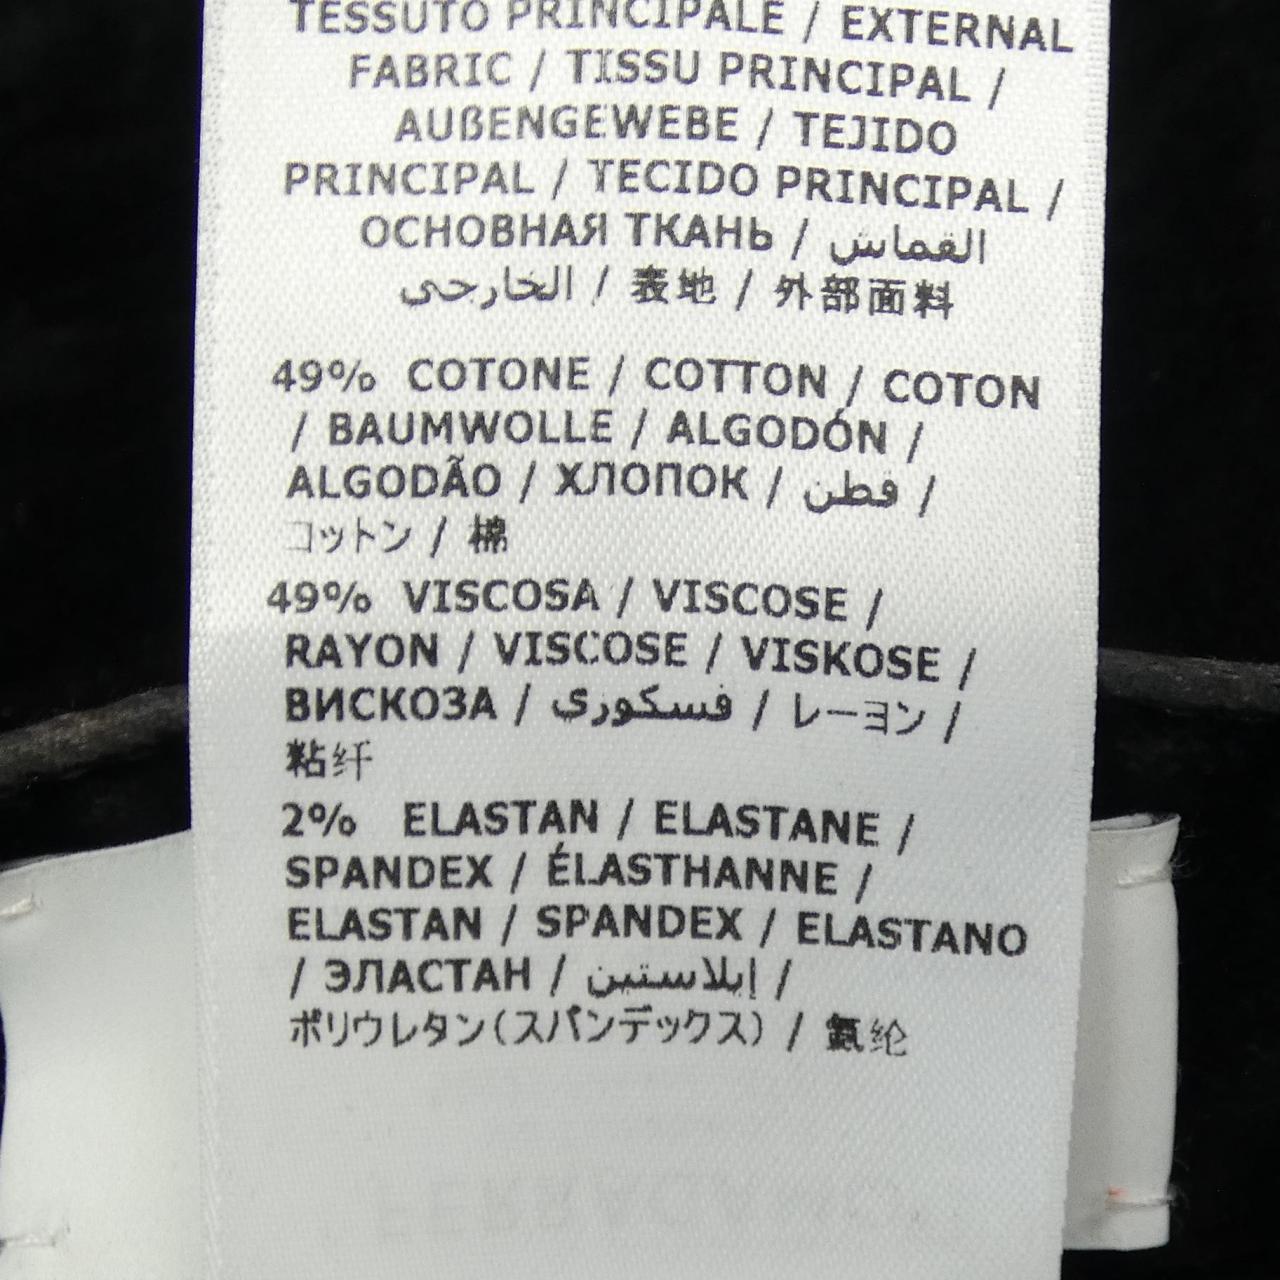 TESSUTO PRINCIPALE / EXTERNAL
FABRIC / TISSU PRINCIPAL /
AUßENGEWEBE / TEJIDO
PRINCIPAL / TECIDO PRINCIPAL /
ОСНОВНАЯ ТКАНЬ / القماش
الخارجي / 表地 / 外部面料
49% COTONE / COTTON / COTON
/ BAUMWOLLE / ALGODÓN /
ALGODÃO / ХЛОПОК / قطن /
コットン / 棉
49% VISCOSA / VISCOSE /
RAYON / VISCOSE / VISKOSE /
ВИСКОЗА / فسكوزي / レーヨン /
粘纤
2% ELASTAN / ELASTANE /
SPANDEX / ÉLASTHANNE /
ELASTAN / SPANDEX / ELASTANO
/ ЭЛАСТАН / إيلاستين /
ポリウレタン(スパンデックス) / 氨纶